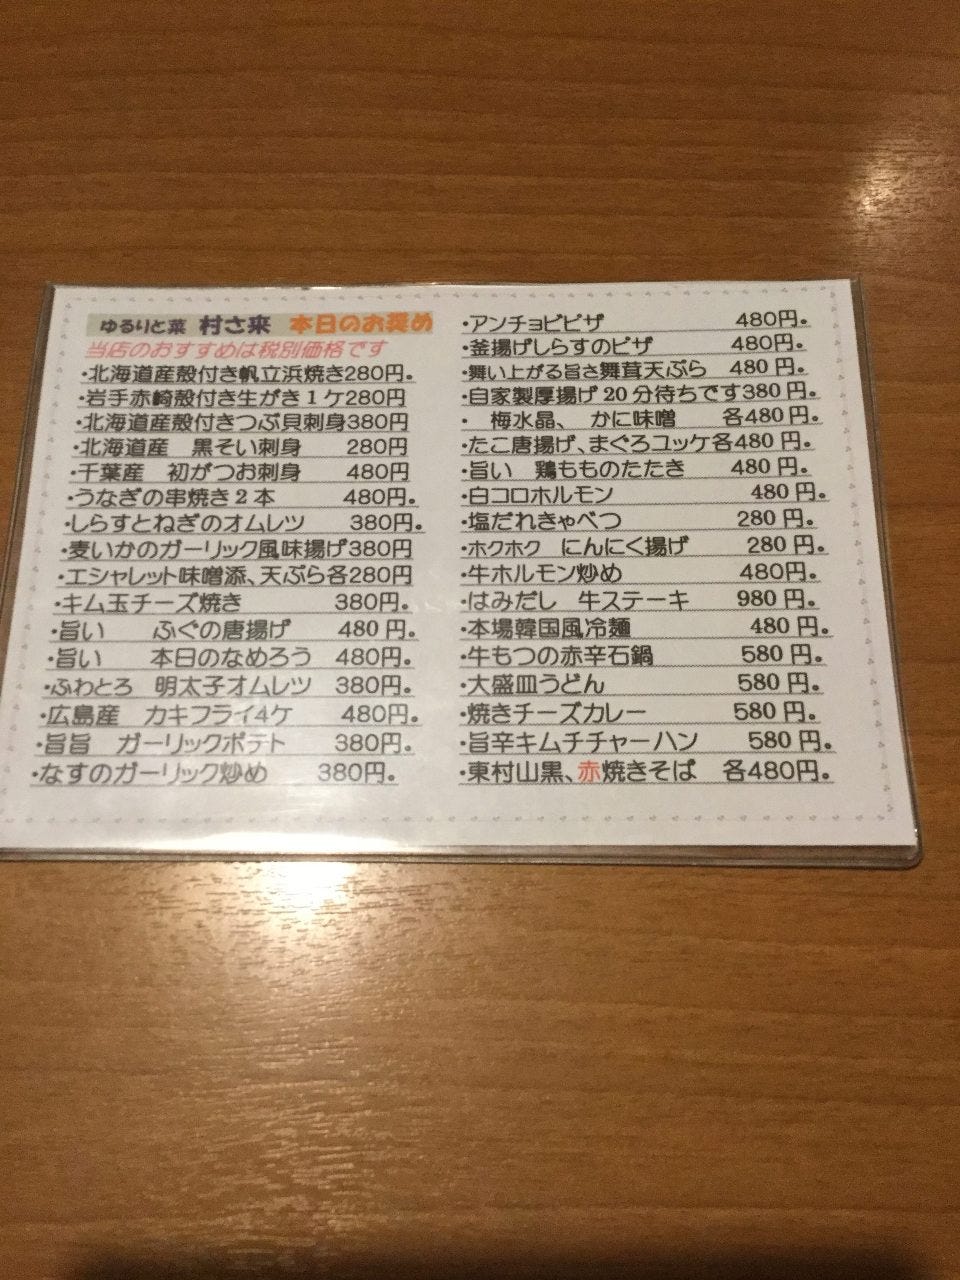 ゆるりと菜 村さ来 本日のお奨め
当店のおすすめは税別価格です
・北海道産殻付き帆立浜焼き280円。
・岩手赤崎殻付き生がき1ケ280円
・北海道産殻付きつぶ貝刺身380円
・北海道産 黒そい刺身 280円
・千葉産 初がつお刺身 480円
・うなぎの串焼き2本 480円。
・しらすとねぎのオムレツ 380円。
・麦いかのガーリック風味揚げ380円
・エシャレット味噌添、天ぷら各280円
・キム玉チーズ焼き 380円。
・旨い ふぐの唐揚げ 480円。
・旨い 本日のなめろう 480円。
・ふわとろ 明太子オムレツ 380円。
・広島産 カキフライ4ケ 480円。
・旨旨 ガーリックポテト 380円。
・なすのガーリック炒め 380円。
・アンチョビピザ 480円。
・釜揚げしらすのピザ 480円。
・舞い上がる旨さ舞茸天ぷら 480円。
・自家製厚揚げ20分待ちです380円。
・ 梅水晶、 かに味噌 各480円。
・たこ唐揚げ、まぐろユッケ各480円。
・旨い 鶏もものたたき 480円。
・白コロホルモン 480円。
・塩だれきゃべつ 280円。
・ホクホク にんにく揚げ 280円。
・牛ホルモン炒め 480円。
・はみだし 牛ステーキ 980円。
・本場韓国風冷麺 480円。
・牛もつの赤辛石鍋 580円。
・大盛皿うどん 580円。
・焼きチーズカレー 580円。
・旨辛キムチチャーハン 580円。
・東村山黒、赤焼きそば 各480円。